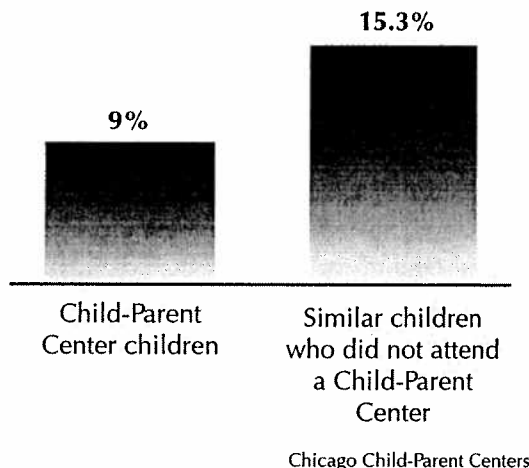 15.3%
9%
Child-Parent
Center children
Similar children
who did not attend
a Child-Parent
Center
Chicago Child-Parent Centers